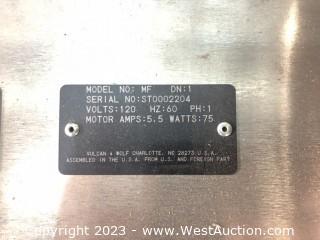 MODEL NO: MF DN:1
SERIAL NO:ST0002204
VOLTS:120 HZ:60 PH:1
MOTOR AMPS:5.5 WATTS:75
VULCAN & WOLF CHARLOTTE, NC 28273 U.S.A.
ASSEMBLED IN THE U.S.A. FROM U.S. AND FOREIGN PART
Copyright 2023 - WestAuction.com